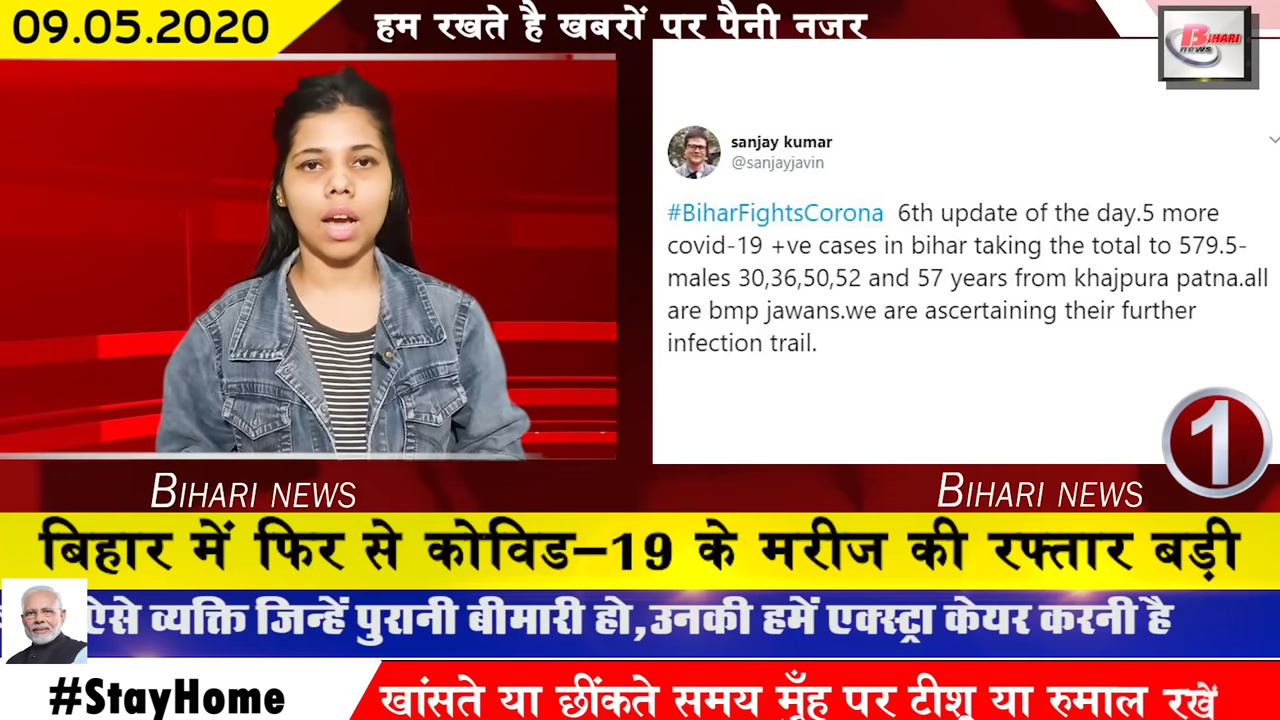 09.05.2020
हम रखते है खबरों पर पैनी नजर
BIHARI
news
sanjay kumar
@sanjayjavin
#BiharFightsCorona 6th update of the day.5 more
covid-19 +ve cases in bihar taking the total to 579.5-
males 30,36,50,52 and 57 years from khajpura patna.all
are bmp jawans.we are ascertaining their further
infection trail.
1
BIHARI NEWS
BIHARI NEWS
बिहार में फिर से कोविड–19 के मरीज की रफ्तार बड़ी
ऐसे व्यक्ति जिन्हें पुरानी बीमारी हो,उनकी हमें एक्स्ट्रा केयर करनी है
#StayHome
खांसते या छींकते समय मुँह पर टीशू या रुमाल रखें